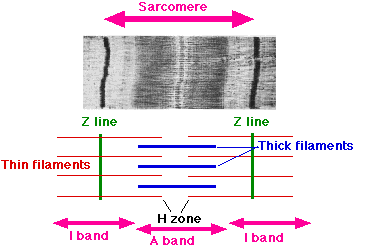 Sarcomere
Z line
Z line
Thin filaments
Thick filaments
H zone
I band
A band
I band